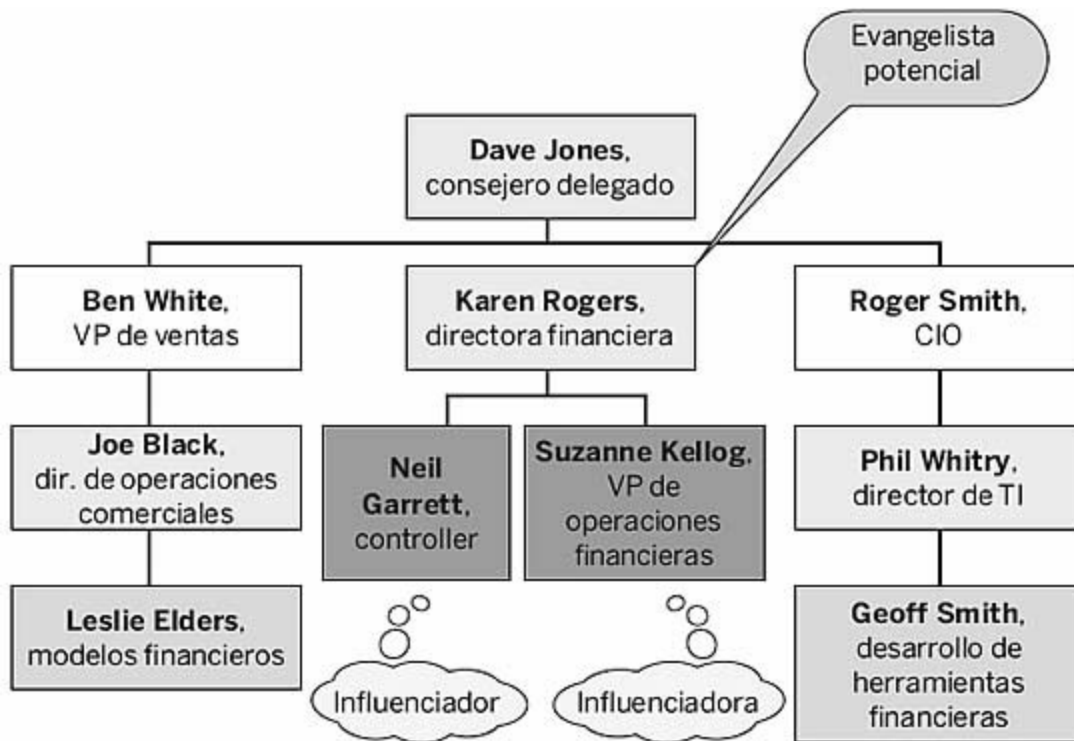 Evangelista
potencial
Dave Jones,
consejero delegado
Ben White,
VP de ventas
Karen Rogers,
directora financiera
Roger Smith,
CIO
Joe Black,
dir. de operaciones
comerciales
Neil
Garrett,
controller
Suzanne Kellog,
VP de
operaciones
financieras
Phil Whitry,
director de TI
Leslie Elders,
modelos financieros
Influenciador
Influenciadora
Geoff Smith,
desarrollo de
herramientas
financieras